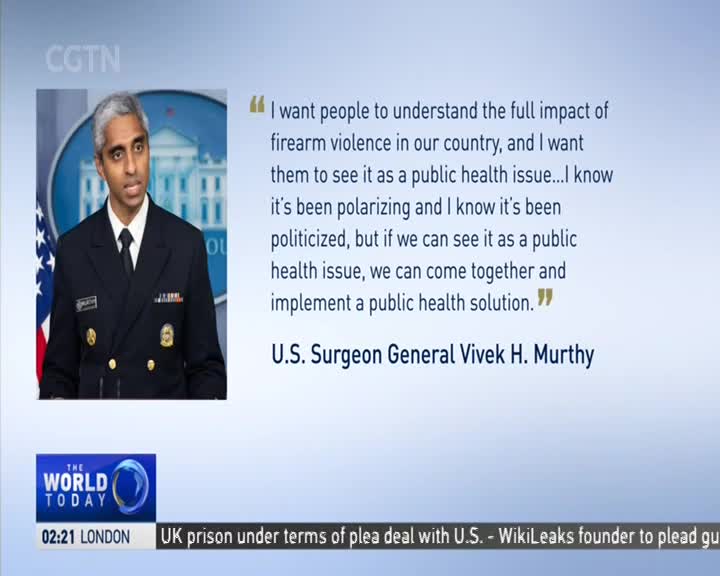 CGTN
“ I want people to understand the full impact of
firearm violence in our country, and I want
them to see it as a public health issue...I know
it's been polarizing and I know it's been
politicized, but if we can see it as a public
health issue, we can come together and
implement a public health solution. ”
U.S. Surgeon General Vivek H. Murthy
THE
WORLD
TODAY
02:21 LONDON
UK prison under terms of plea deal with U.S. - WikiLeaks founder to plead gu